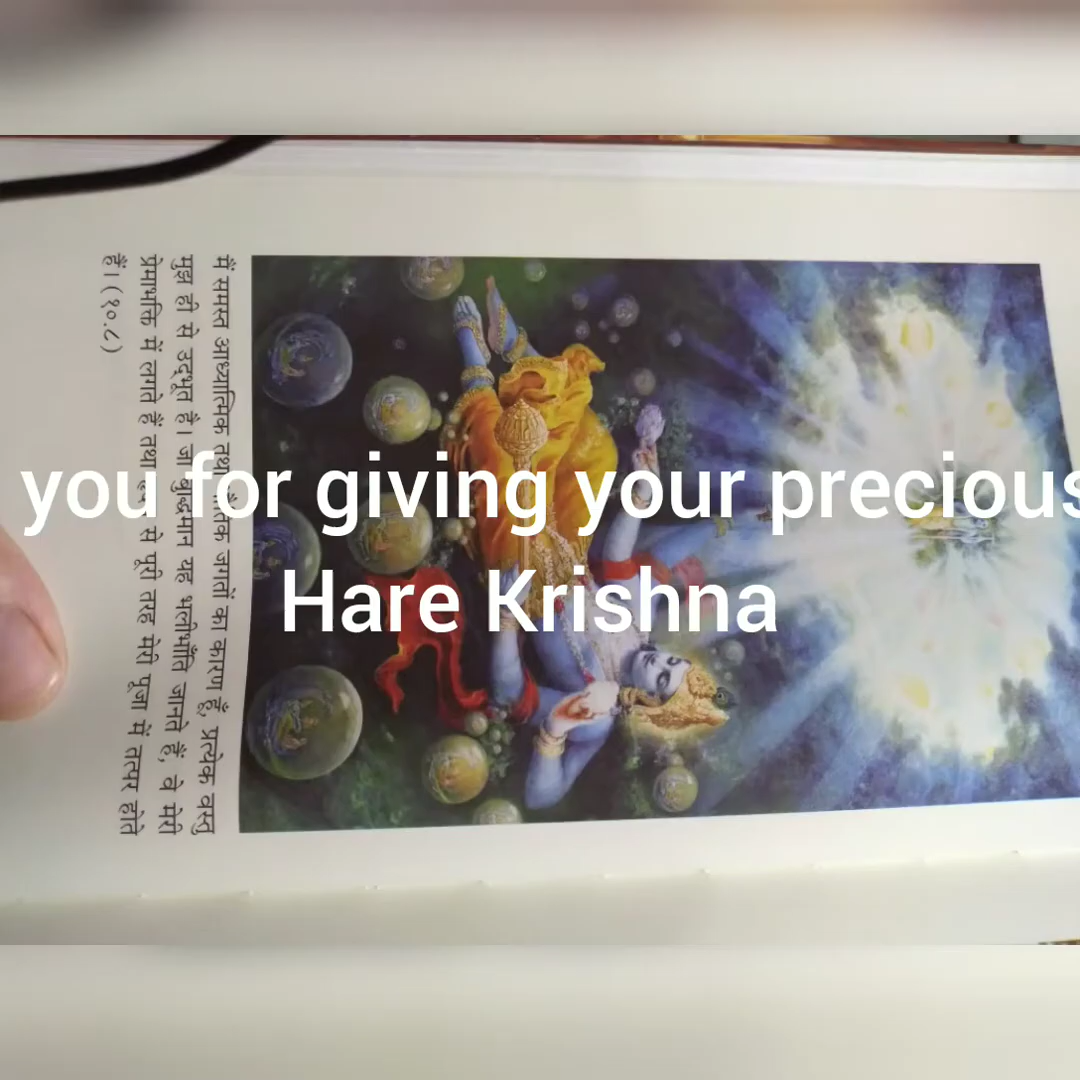 you for giving your precious
Hare Krishna
मैं समस्त आध्यात्मिक तथा भौतिक जगतों का कारण हूँ, प्रत्येक वस्तु
मुझ ही से उद्भूत है। जो बुद्धिमान यह भलीभाँति जानते हैं, वे मेरी
प्रेमाभक्ति में लगते हैं तथा से पूरी तरह मेरी पूजा में तत्पर होते
हैं। (१०.८)